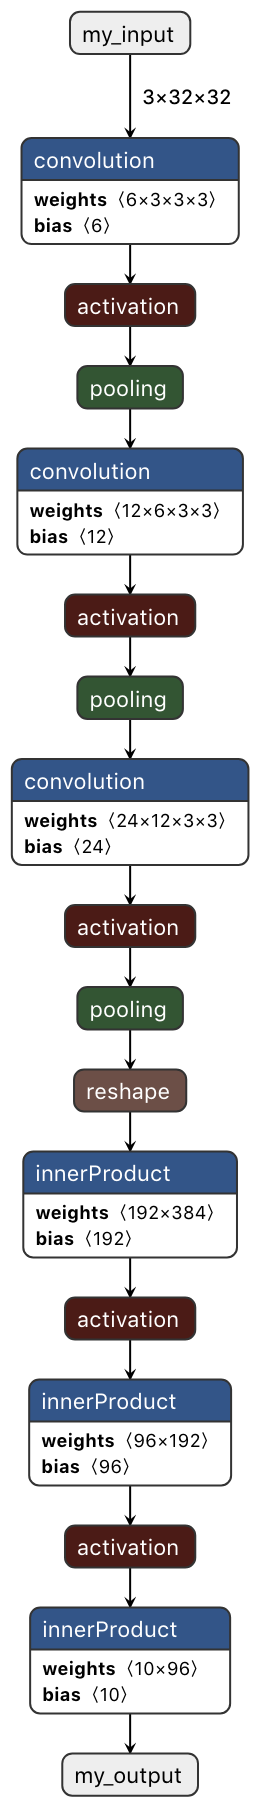 my_input
3×32×32
convolution
weights 〈6×3×3×3〉
bias 〈6〉
activation
pooling
convolution
weights 〈12×6×3×3〉
bias 〈12〉
activation
pooling
convolution
weights 〈24×12×3×3〉
bias 〈24〉
activation
pooling
reshape
innerProduct
weights 〈192×384〉
bias 〈192〉
activation
innerProduct
weights 〈96×192〉
bias 〈96〉
activation
innerProduct
weights 〈10×96〉
bias 〈10〉
my_output